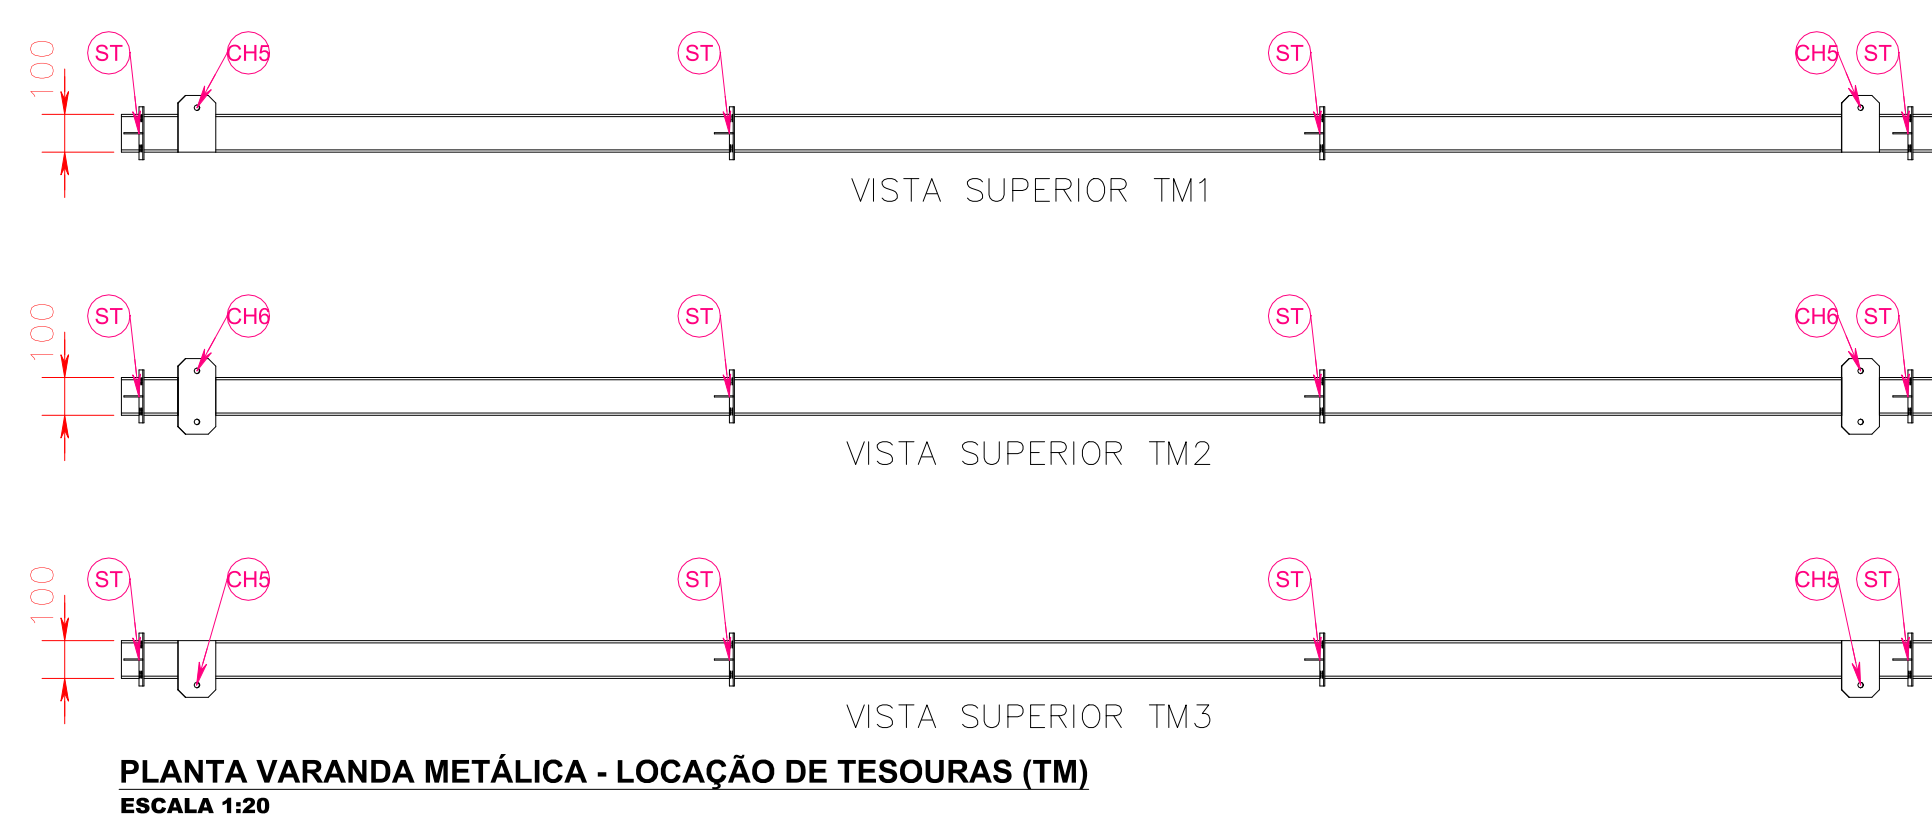 100 ST CH5 ST ST CH5 ST
VISTA SUPERIOR TM1
100 ST CH6 ST ST CH6 ST
VISTA SUPERIOR TM2
100 ST CH5 ST ST CH5 ST
VISTA SUPERIOR TM3
PLANTA VARANDA METÁLICA - LOCAÇÃO DE TESOURAS (TM)
ESCALA 1:20